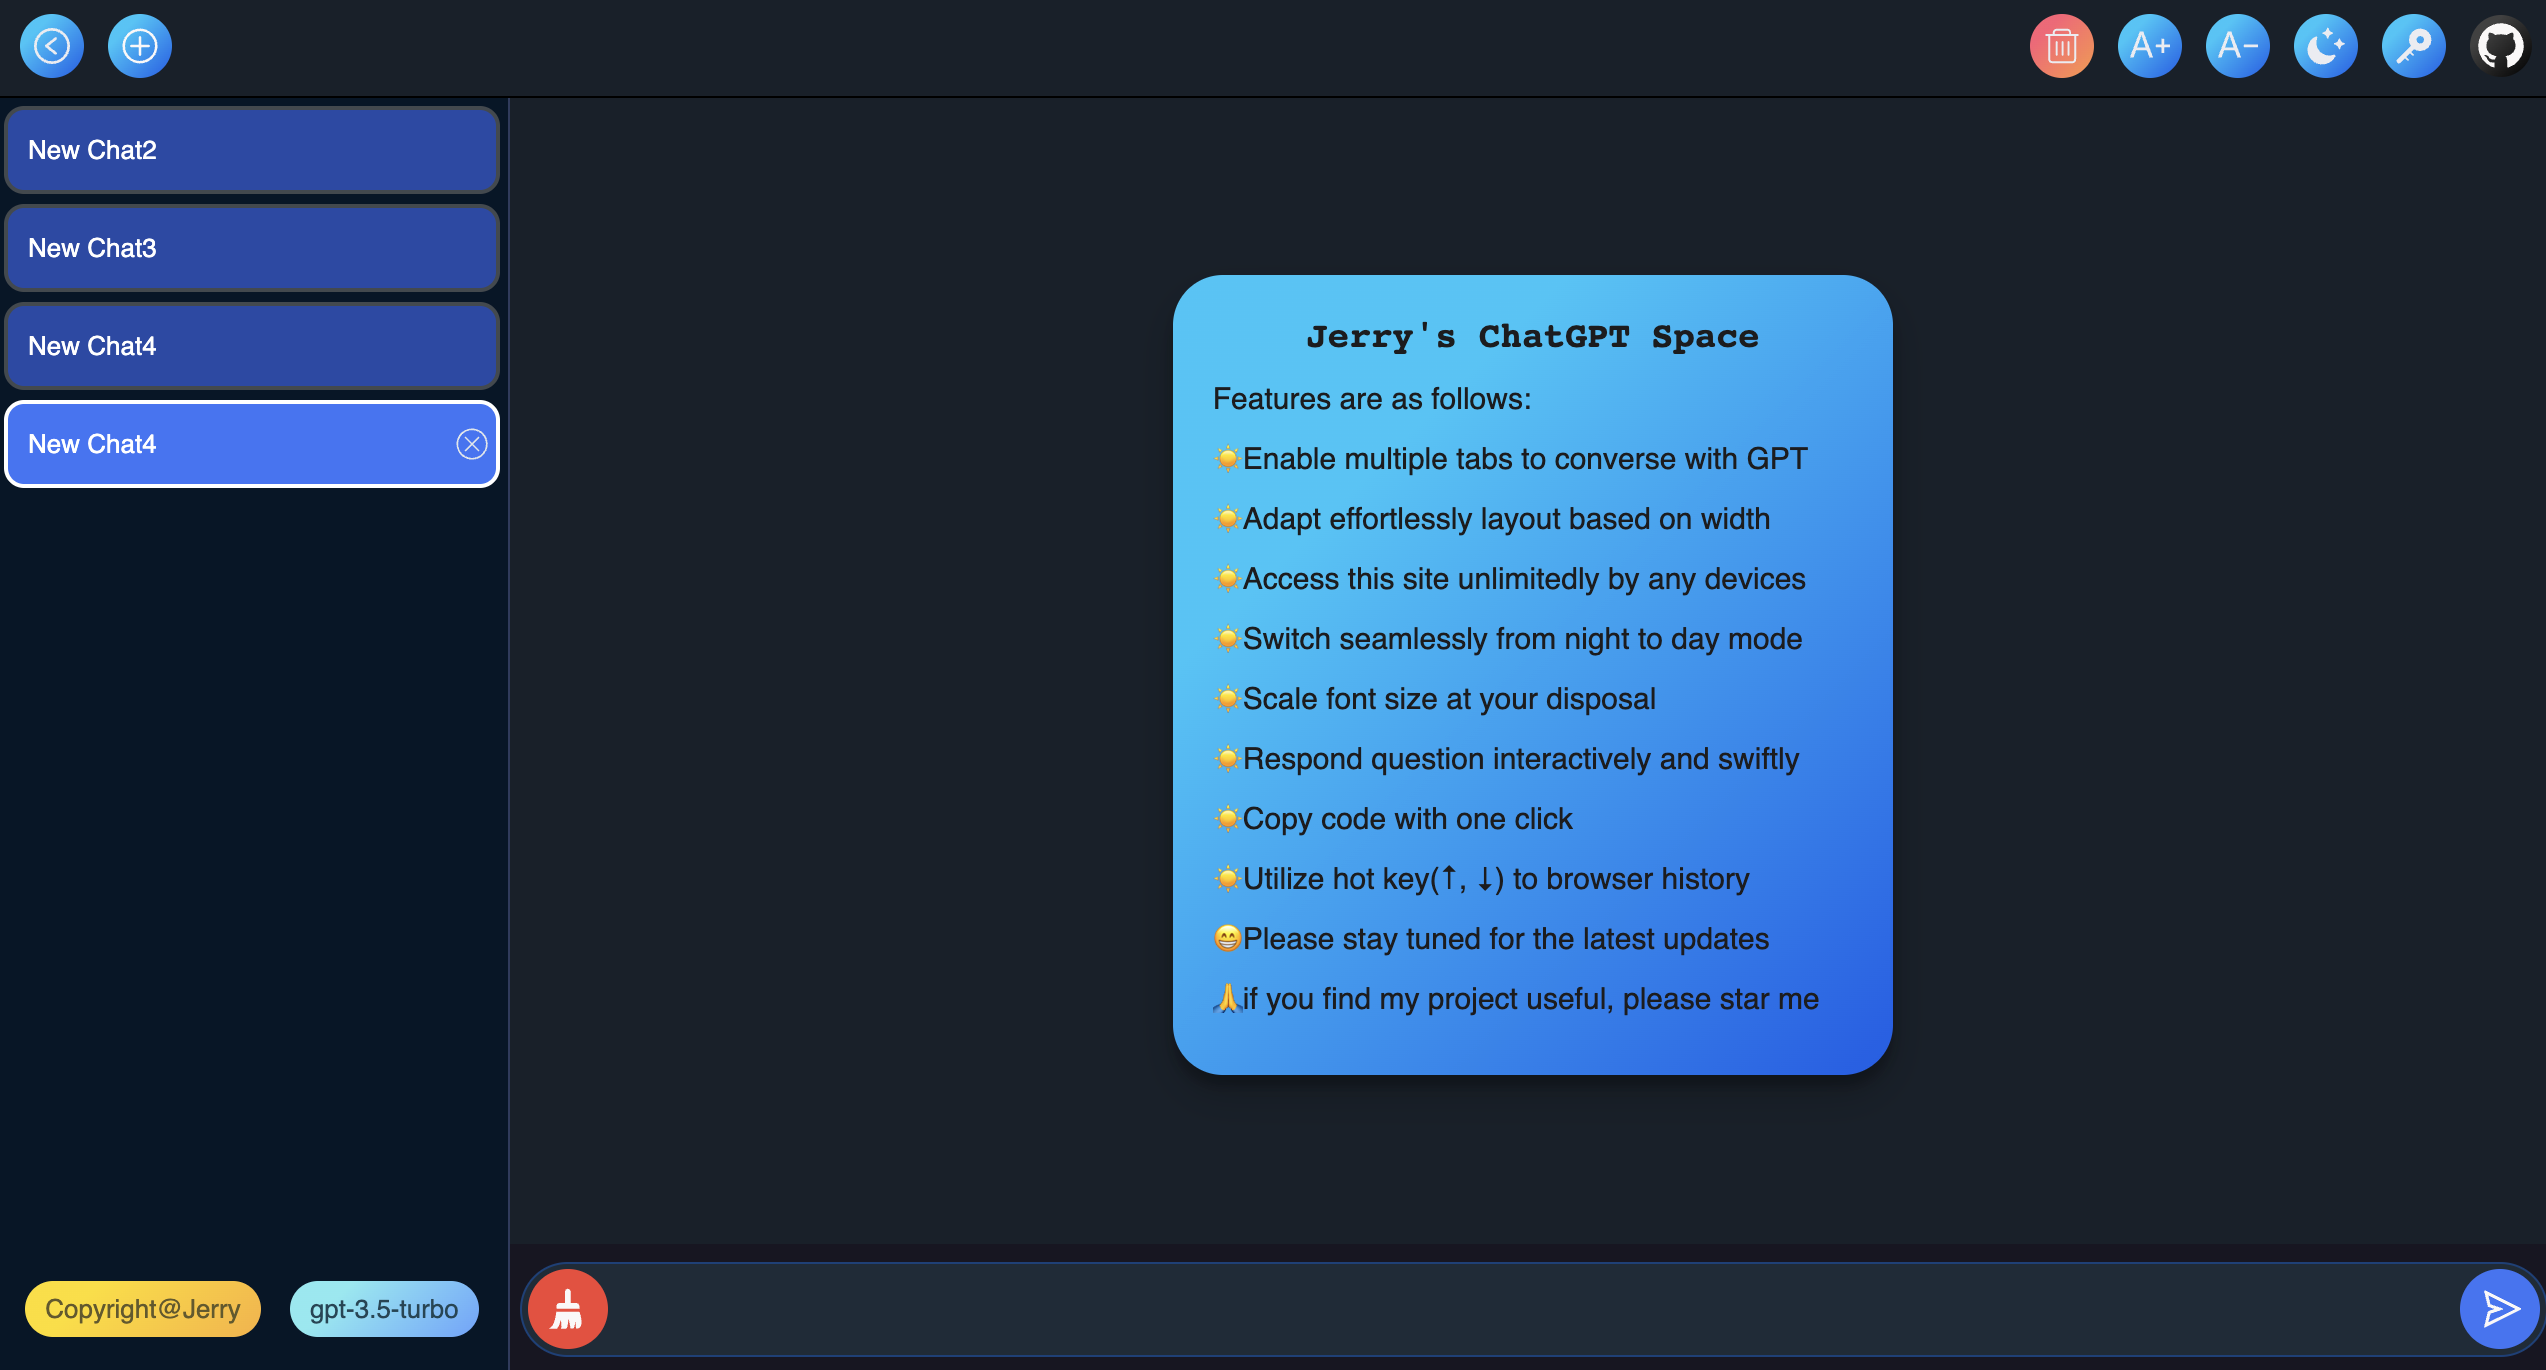 A+
A-
New Chat2
New Chat3
New Chat4
New Chat4
Jerry's ChatGPT Space
Features are as follows:
☀️Enable multiple tabs to converse with GPT
☀️Adapt effortlessly layout based on width
☀️Access this site unlimitedly by any devices
☀️Switch seamlessly from night to day mode
☀️Scale font size at your disposal
☀️Respond question interactively and swiftly
☀️Copy code with one click
☀️Utilize hot key(↑, ↓) to browser history
😁Please stay tuned for the latest updates
🙏if you find my project useful, please star me
Copyright@Jerry
gpt-3.5-turbo